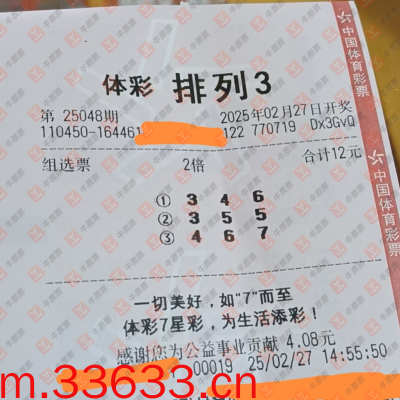 体彩 排列3
第 25048期 2025年02月27日开奖
110450-164461 122 770719 Dx3GvQ
组选票 2倍 合计12元
① 3 4 6
② 3 5 5
③ 4 6 7
一切美好，如"7"而至
体彩7星彩，为生活添彩！
感谢您为公益事业贡献 4.08元
00019 25/02/27 14:55:50
m.33633.cn
中国体育彩票
中国体育彩票